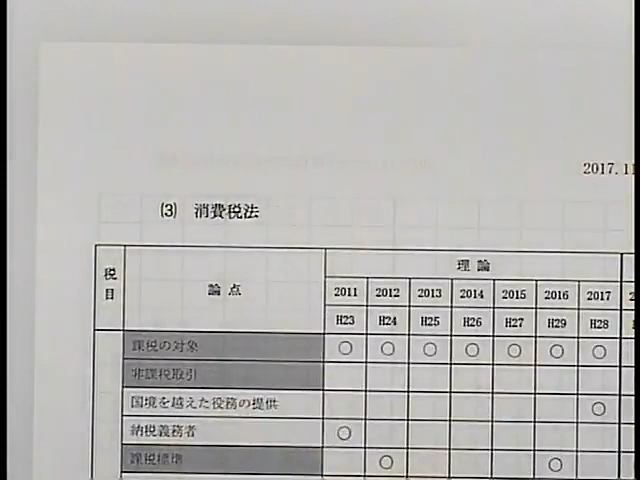 2017.11
(3) 消費税法
税目 論点 理論
2011 2012 2013 2014 2015 2016 2017
H23 H24 H25 H26 H27 H29 H28
課税の対象 ○ ○ ○ ○ ○ ○ ○
非課税取引
国境を越えた役務の提供 ○
納税義務者 ○
課税標準 ○ ○